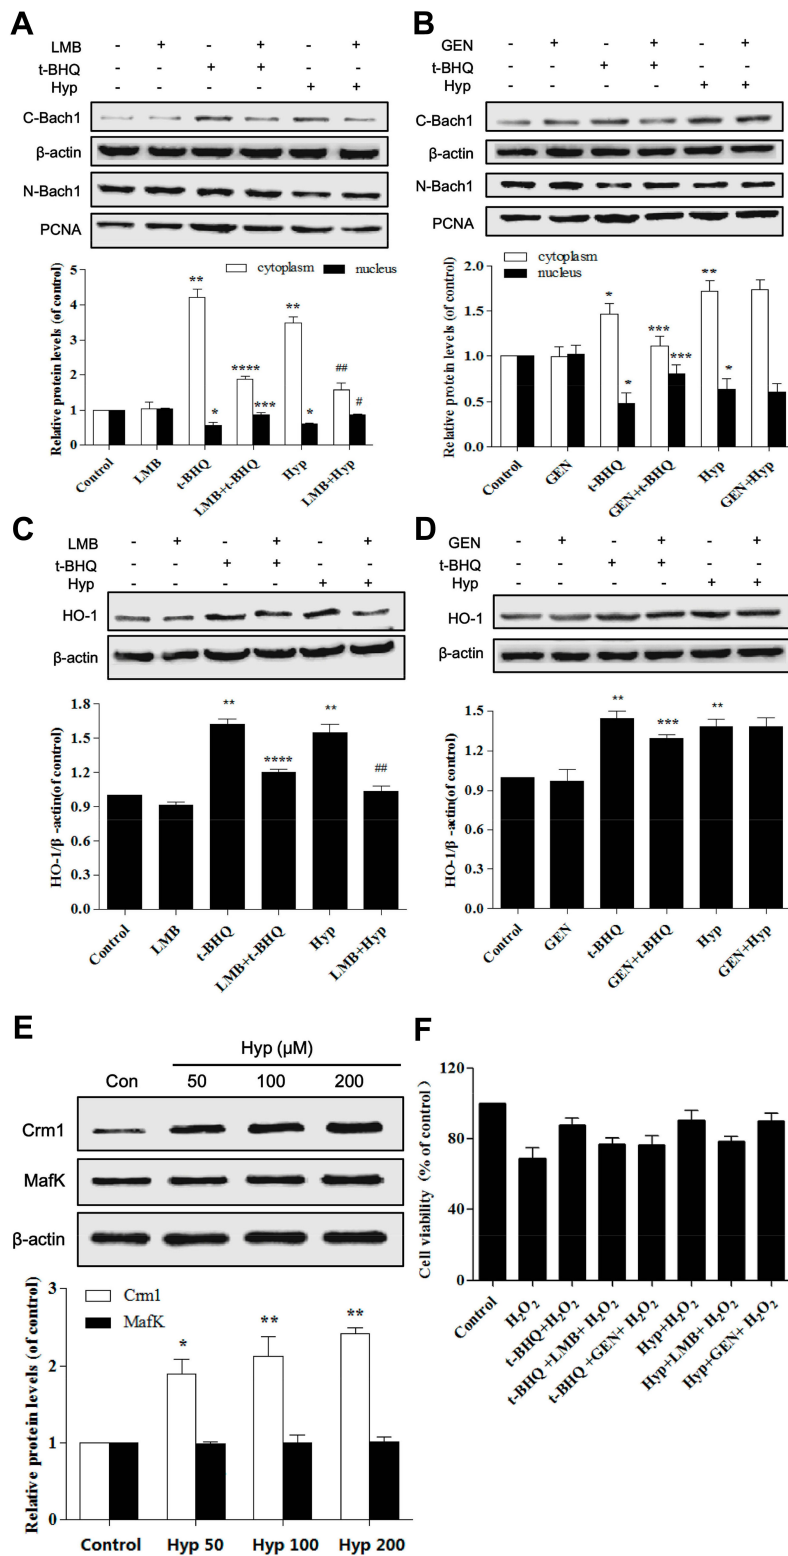 A
LMB - + - + - +
t-BHQ - - + + - -
Hyp - - - - + +
C-Bach1
β-actin
N-Bach1
PCNA
Relative protein levels (of control)
cytoplasm nucleus
5
4
3
2
1
0
** ** **** *** * * ## #
Control LMB t-BHQ LMB+t-BHQ Hyp LMB+Hyp
B
GEN - + - + - +
t-BHQ - - + + - -
Hyp - - - - + +
C-Bach1
β-actin
N-Bach1
PCNA
Relative protein levels (of control)
cytoplasm
nucleus
2.0
1.5
1.0
0.5
0.0
* * *** *** ** *
Control GEN t-BHQ GEN+t-BHQ Hyp GEN+Hyp
C
LMB - + - + - +
t-BHQ - - + + - -
Hyp - - - - + +
HO-1
β-actin
HO-1/β -actin(of control)
1.8
1.5
1.2
0.9
0.6
0.3
0.0
** **** ** ##
Control LMB t-BHQ LMB+t-BHQ Hyp LMB+Hyp
D
GEN - + - + - +
t-BHQ - - + + - -
Hyp - - - - + +
HO-1
β-actin
HO-1/β -actin(of control)
1.5
1.2
0.9
0.6
0.3
0.0
** *** **
Control GEN t-BHQ GEN+t-BHQ Hyp GEN+Hyp
E
Hyp (μM)
Con 50 100 200
Crm1
MafK
β-actin
Relative protein levels (of control)
Crm1
MafK
3
2
1
0
* ** **
Control Hyp 50 Hyp 100 Hyp 200
F
Cell viability (% of control)
120
80
40
0
Control
H₂O₂
t-BHQ+H₂O₂
t-BHQ +LMB+ H₂O₂
t-BHQ +GEN+ H₂O₂
Hyp+H₂O₂
Hyp+LMB+ H₂O₂
Hyp+GEN+ H₂O₂